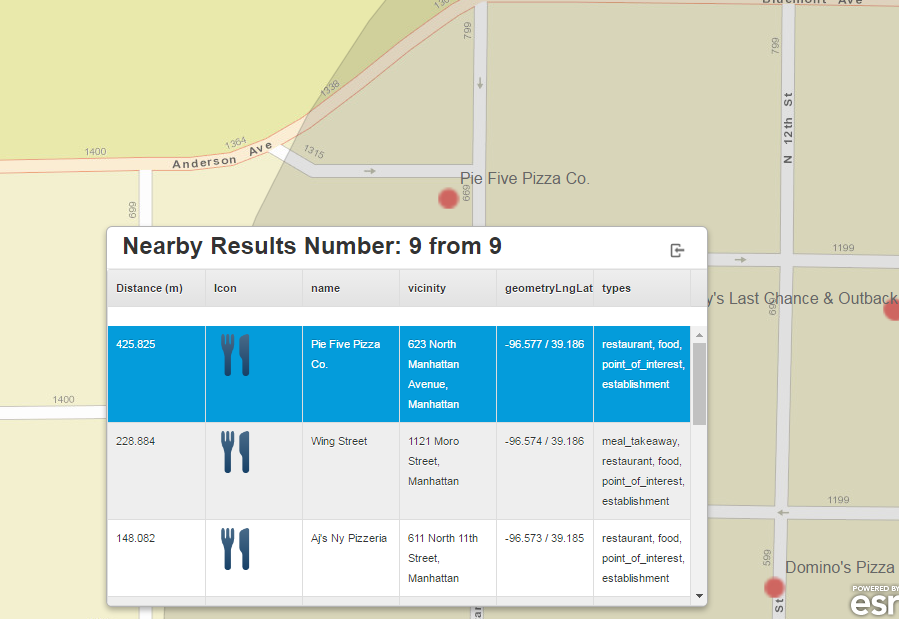 Bluemont Ave
799
799
1338
1364
1400
Anderson Ave
1315
N 12th St
Pie Five Pizza Co.
699
699
Nearby Results Number: 9 from 9
1199
Distance (m) Icon name vicinity geometryLngLat types
y's Last Chance & Outback
699
425.825 Pie Five Pizza Co. 623 North Manhattan Avenue, Manhattan -96.577 / 39.186 restaurant, food, point_of_interest, establishment
1400
228.884 Wing Street 1121 Moro Street, Manhattan -96.574 / 39.186 meal_takeaway, restaurant, food, point_of_interest, establishment
1199
148.082 Aj's Ny Pizzeria 611 North 11th Street, Manhattan -96.573 / 39.185 restaurant, food, point_of_interest, establishment
599
Domino's Pizza
POWERED BY
esr
St